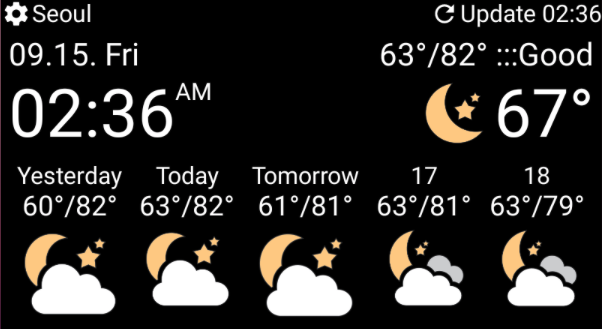 Seoul Update 02:36
09.15. Fri 63°/82° :::Good
02:36 AM 67°
Yesterday Today Tomorrow 17 18
60°/82° 63°/82° 61°/81° 63°/81° 63°/79°